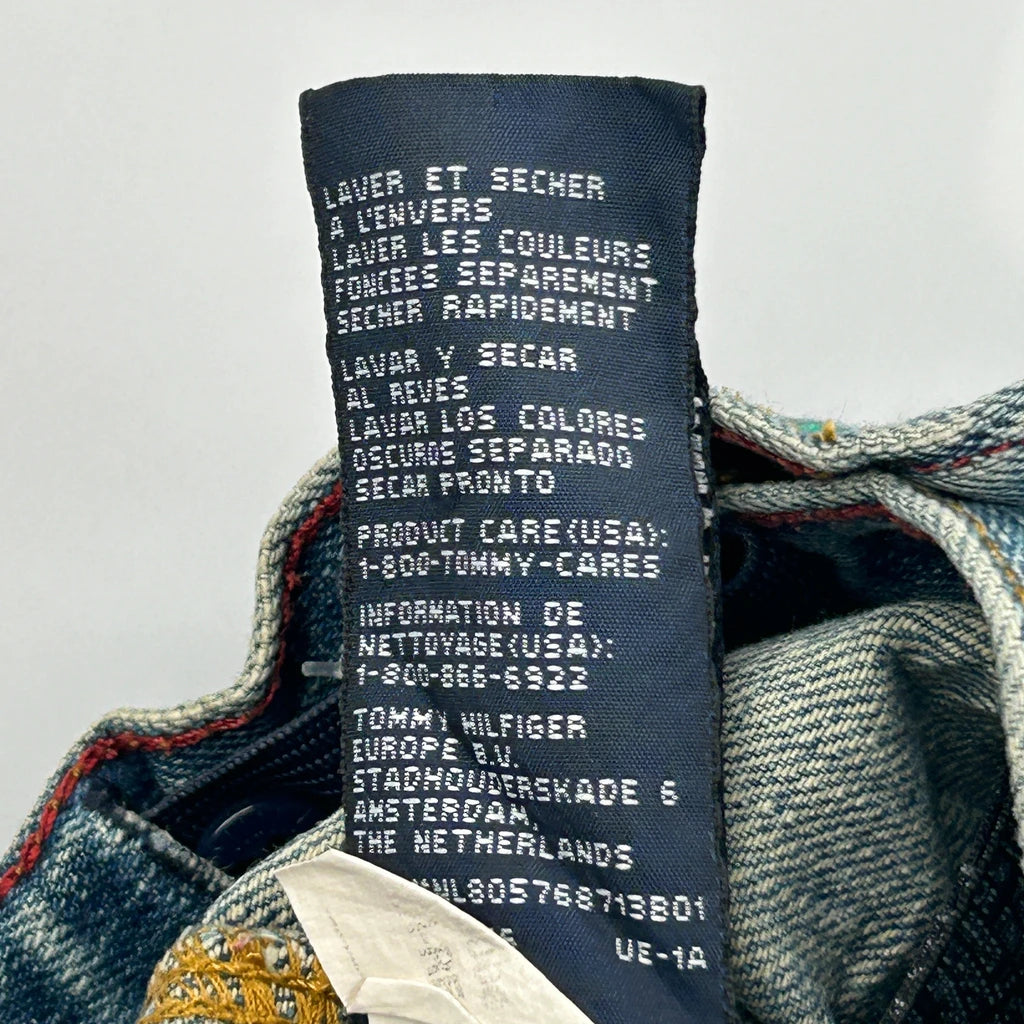 LAVER ET SECHER
A L'ENVERS
LAVER LES COULEURS
FONCEES SEPAREMENT
SECHER RAPIDEMENT
LAVAR Y SECAR
AL REVES
LAVAR LOS COLORES
OSCUROS SEPARADO
SECAR PRONTO
PRODUCT CARE(USA):
1-800-TOMMY-CARES
INFORMATION DE
NETTOYAGE(USA):
1-800-866-6922
TOMMY HILFIGER
EUROPE B.V.
STADHOUDERSKADE 6
AMSTERDAM,
THE NETHERLANDS
NL805768713B01
UE-1A